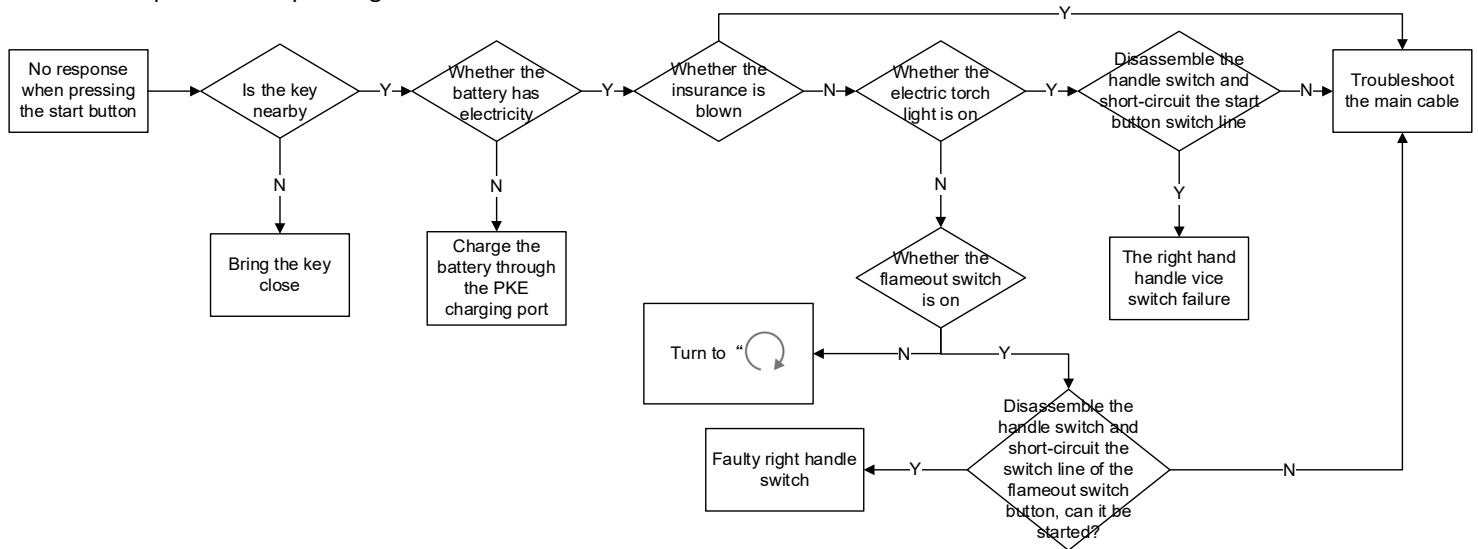 No response
when pressing
the start button
Is the key
nearby
Y
Whether the
battery has
electricity
Y
Whether the
insurance is
blown
N
Whether the
electric torch
light is on
Y
Disassemble the
handle switch and
short-circuit the start
button switch line
N
Troubleshoot
the main cable
Y
N
N
N
Y
Bring the key
close
Charge the
battery through
the PKE
charging port
Whether the
flameout switch
is on
The right hand
handle vice
switch failure
Turn to “
N
Y
Disassemble the
handle switch and
short-circuit the
switch line of the
flameout switch
button, can it be
started?
Faulty right handle
switch
Y
N